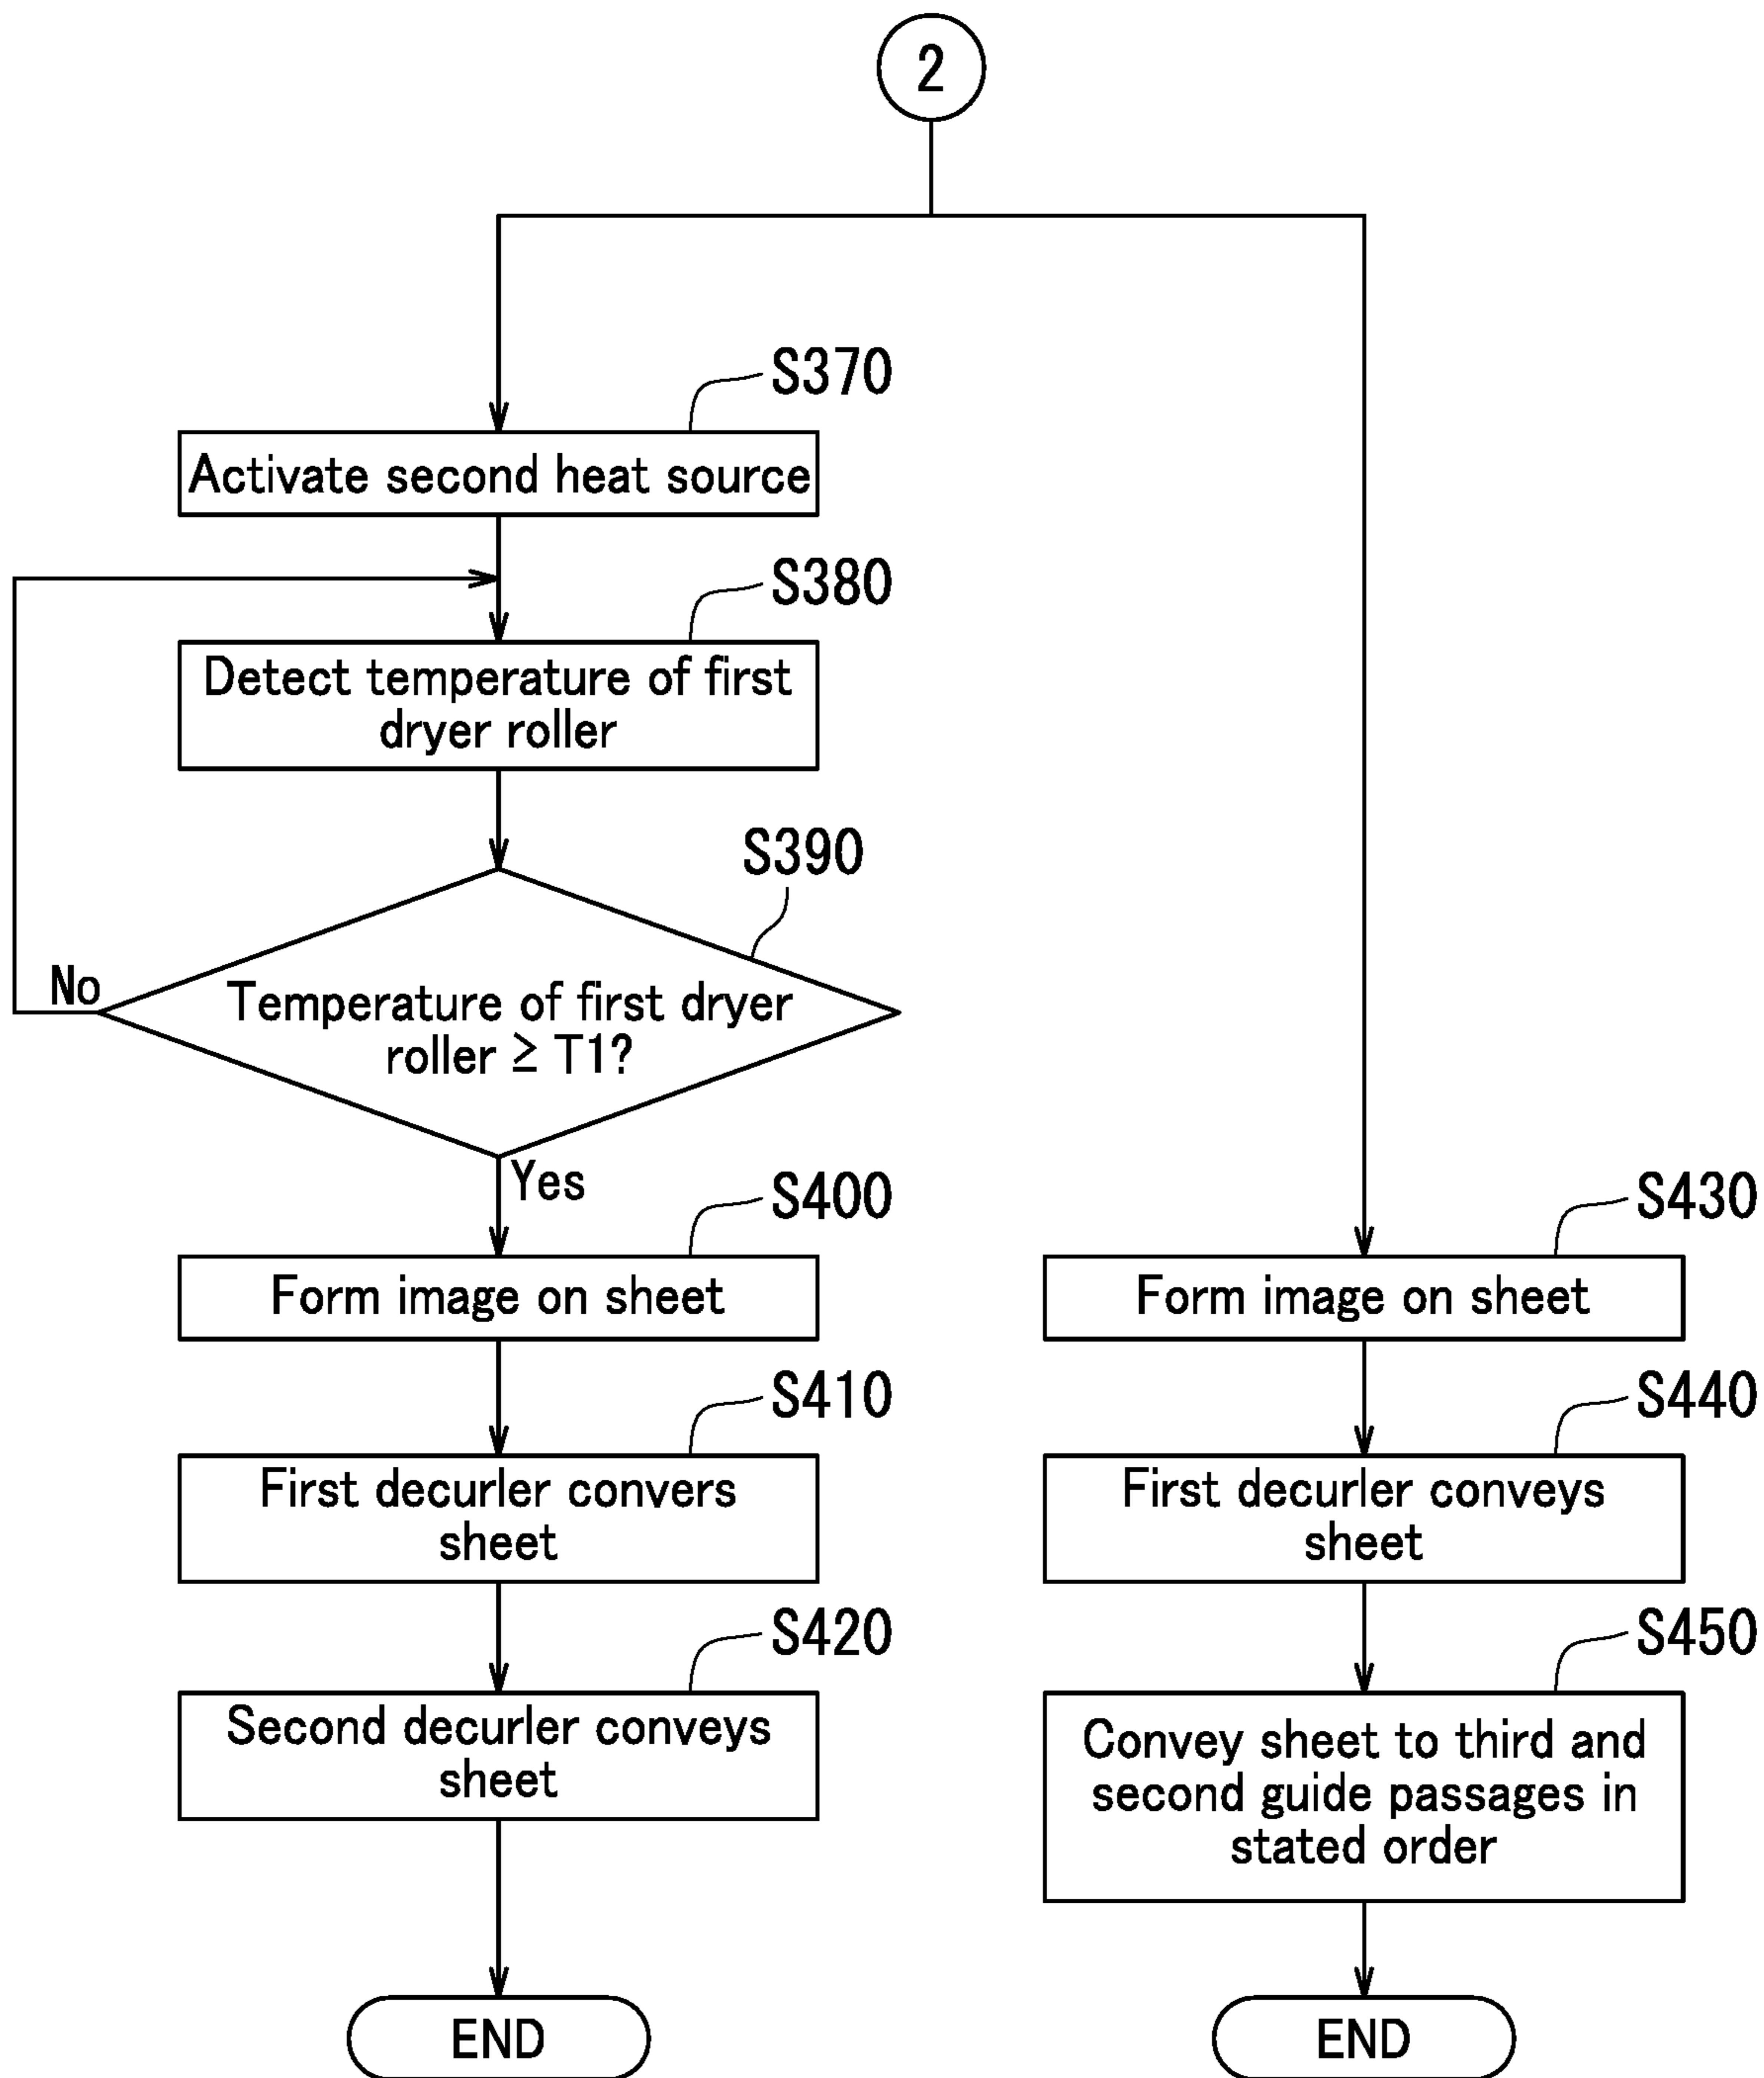 2
S370
Activate second heat source
S380
Detect temperature of first
dryer roller
S390
No
Temperature of first dryer
roller ≥ T1?
Yes
S400
Form image on sheet
S410
First decurler convers
sheet
S420
Second decurler conveys
sheet
END
S430
Form image on sheet
S440
First decurler conveys
sheet
S450
Convey sheet to third and
second guide passages in
stated order
END